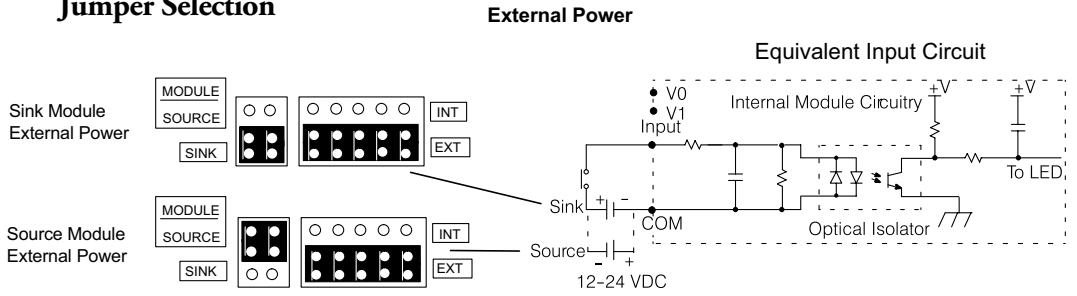 Jumper Selection
External Power
Equivalent Input Circuit
Sink Module
External Power
MODULE
SOURCE
SINK
INT
EXT
V0
V1
Input
Internal Module Circuitry
+V
+V
To LED
Optical Isolator
Sink
+ -
COM
Source Module
External Power
MODULE
SOURCE
SINK
INT
EXT
Source
- +
12-24 VDC